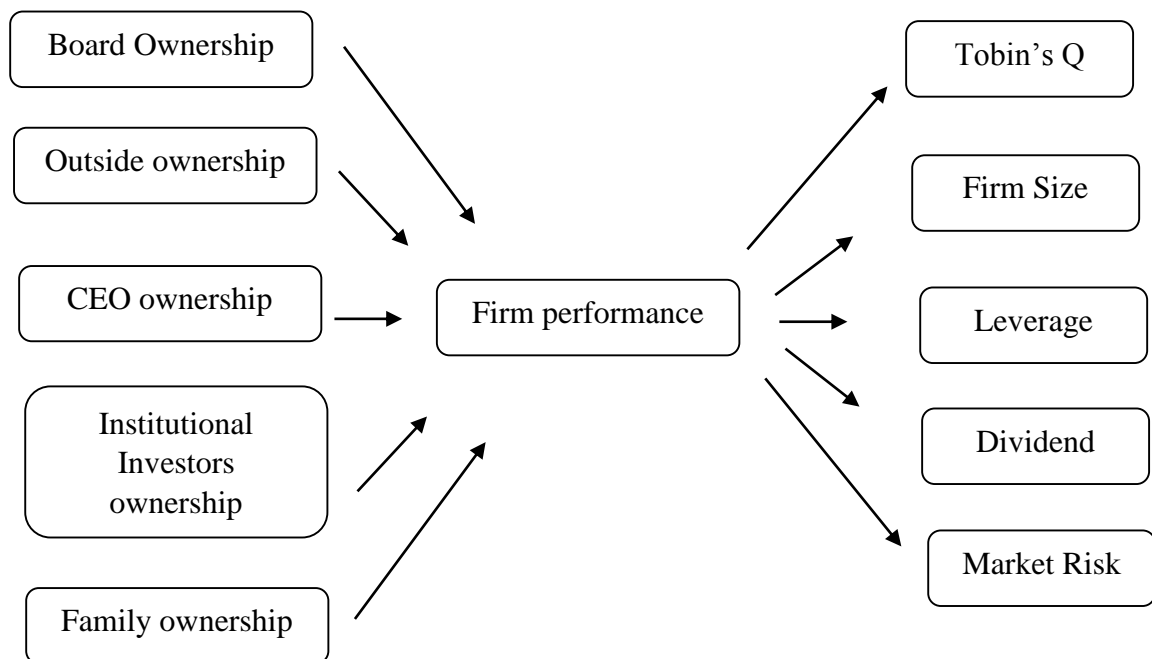 Board Ownership
Outside ownership
CEO ownership
Institutional
Investors
ownership
Family ownership
Firm performance
Tobin’s Q
Firm Size
Leverage
Dividend
Market Risk